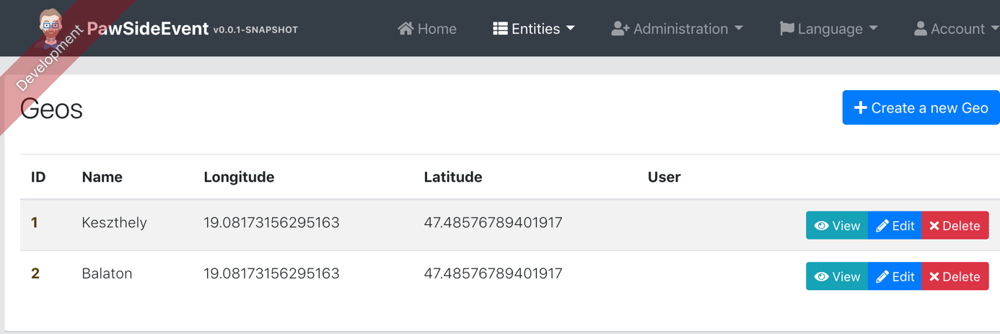 PawSideEvent v0.0.1-SNAPSHOT Home Entities Administration Language Account
Development
Geos
Create a new Geo
ID Name Longitude Latitude User
1 Keszthely 19.08173156295163 47.48576789401917 View Edit Delete
2 Balaton 19.08173156295163 47.48576789401917 View Edit Delete